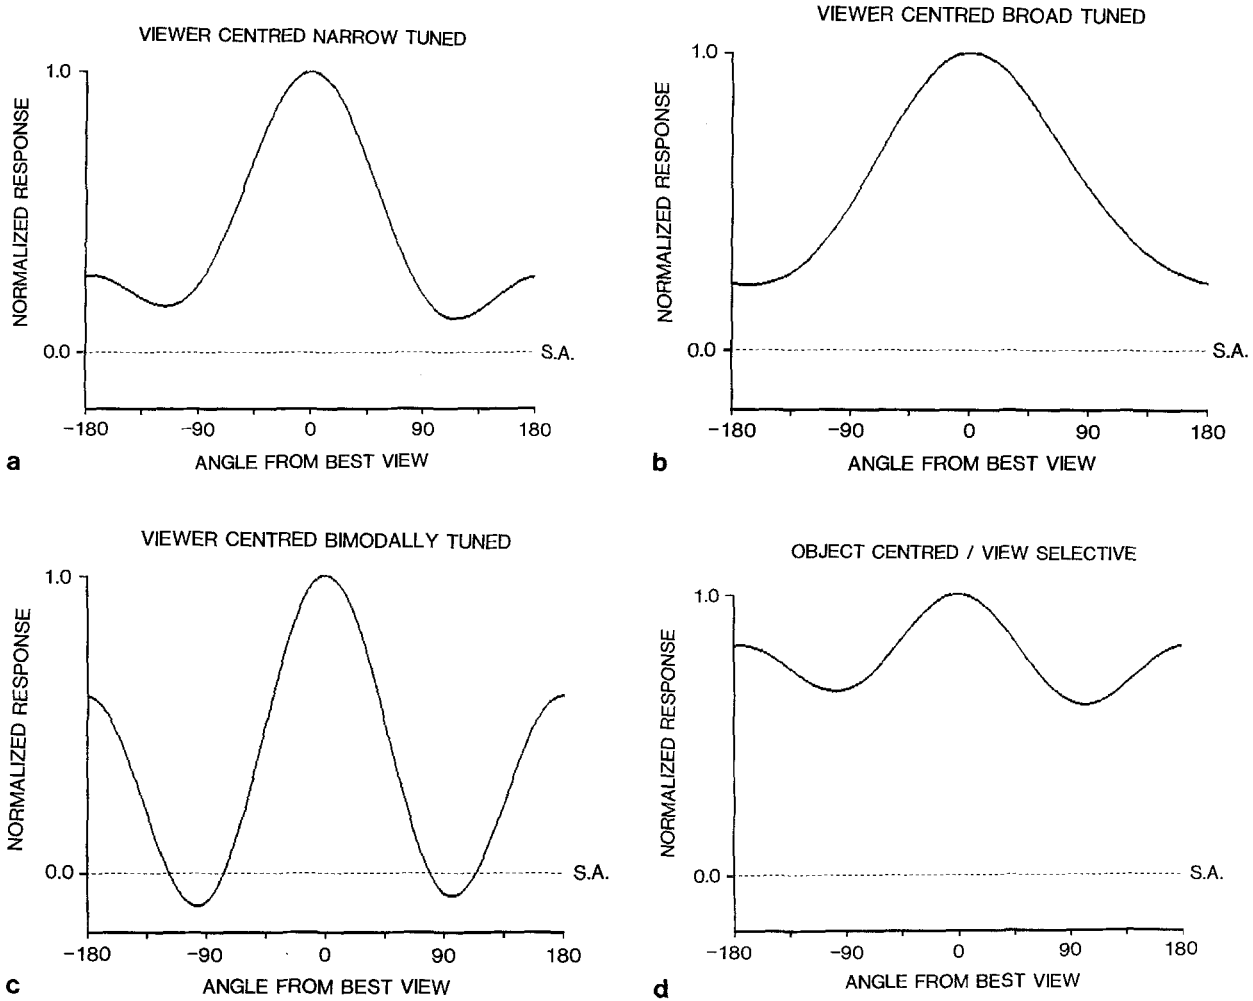 VIEWER CENTRED NARROW TUNED
1.0
NORMALIZED RESPONSE
0.0
S.A.
-180 -90 0 90 180
ANGLE FROM BEST VIEW
a
VIEWER CENTRED BROAD TUNED
1.0
NORMALIZED RESPONSE
0.0
S.A.
-180 -90 0 90 180
ANGLE FROM BEST VIEW
b
VIEWER CENTRED BIMODALLY TUNED
1.0
NORMALIZED RESPONSE
0.0
S.A.
-180 -90 0 90 180
ANGLE FROM BEST VIEW
c
OBJECT CENTRED / VIEW SELECTIVE
1.0
NORMALIZED RESPONSE
0.0
S.A.
-180 -90 0 90 180
ANGLE FROM BEST VIEW
d